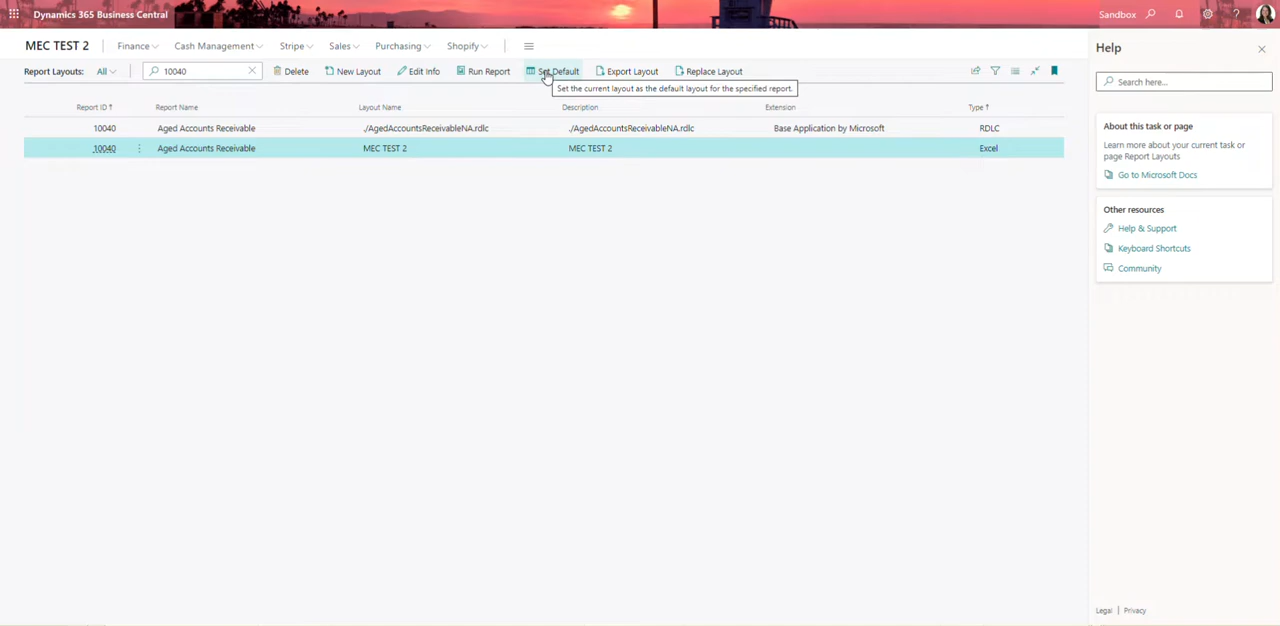 Dynamics 365 Business Central
Sandbox
MEC TEST 2
Finance
Cash Management
Stripe
Sales
Purchasing
Shopify
Report Layouts:
All
10040
Delete
New Layout
Edit Info
Run Report
Set Default
Export Layout
Replace Layout
Set the current layout as the default layout for the specified report.
Report ID ↑ Report Name Layout Name Description Extension Type ↑
10040 Aged Accounts Receivable ./AgedAccountsReceivableNA.rdlc ./AgedAccountsReceivableNA.rdlc Base Application by Microsoft RDLC
10040 Aged Accounts Receivable MEC TEST 2 MEC TEST 2 Excel
Help
Search here...
About this task or page
Learn more about your current task or
page Report Layouts
Go to Microsoft Docs
Other resources
Help & Support
Keyboard Shortcuts
Community
Legal | Privacy